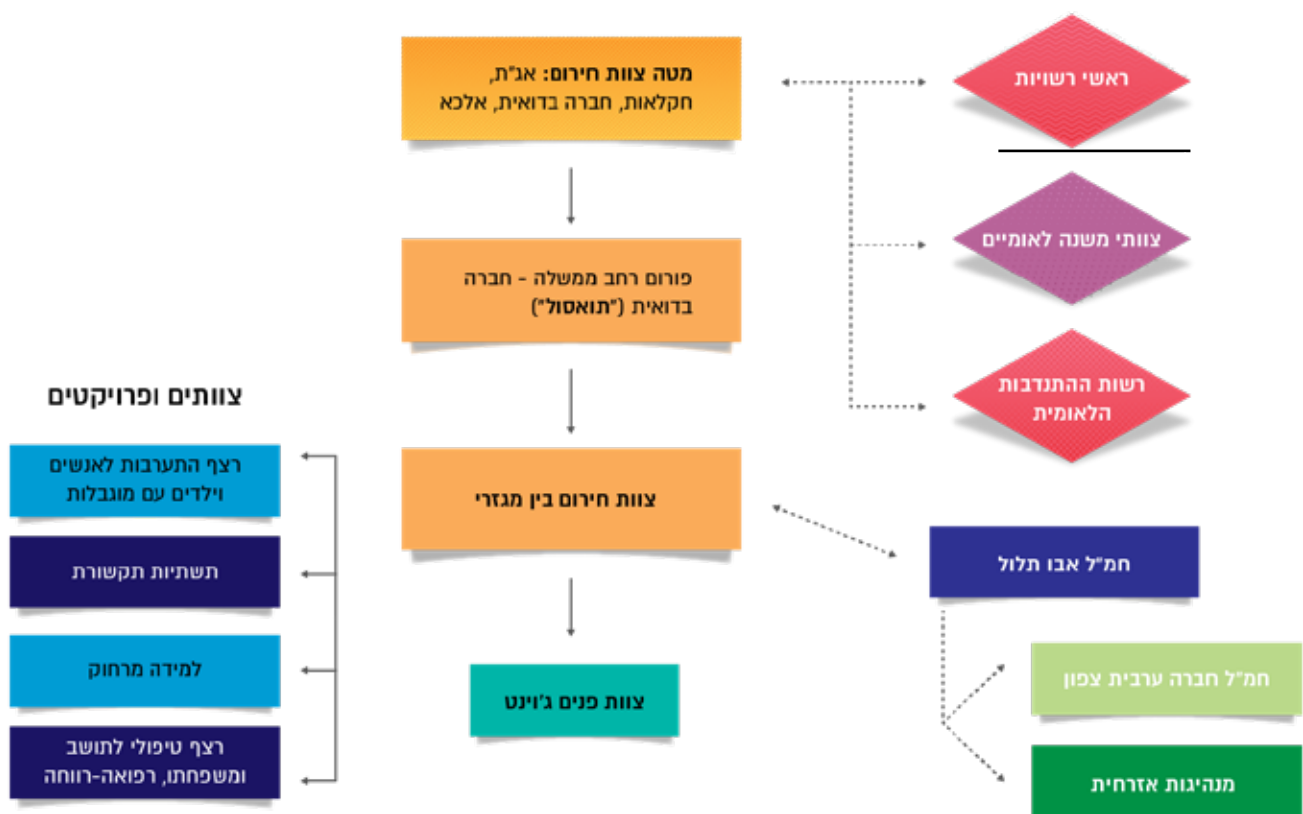 מטה צוות חירום: אג"ת,
חקלאות, חברה בדואית, אלכא
ראשי רשויות
צוותי משנה לאומיים
רשות ההתנדבות
הלאומית
פורום רחב ממשלה - חברה
בדואית ("תואסול")
צוות חירום בין מגזרי
צוות פנים ג'וינט
חמ"ל אבו תלול
חמ"ל חברה ערבית צפון
מנהיגות אזרחית
צוותים ופרויקטים
רצף התערבות לאנשים
וילדים עם מוגבלות
תשתיות תקשורת
למידה מרחוק
רצף טיפולי לתושב
ומשפחתו, רפואה-רווחה